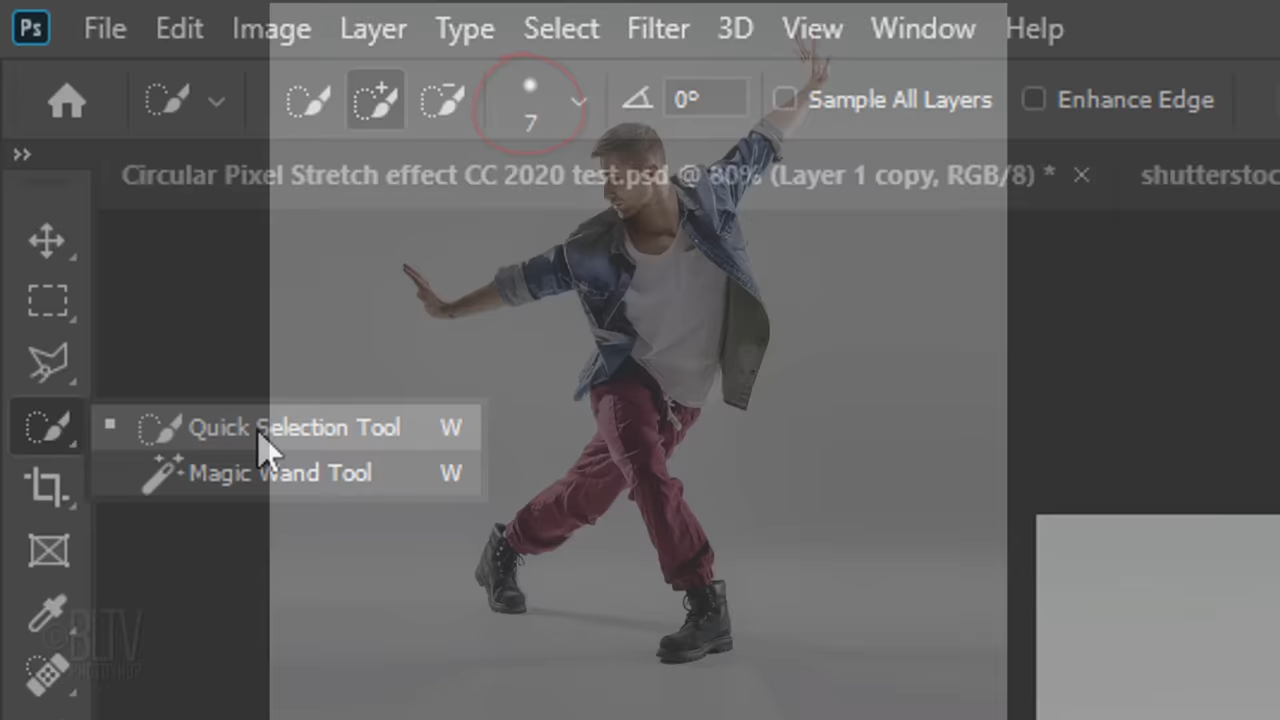 Ps File Edit Image Layer Type Select Filter 3D View Window Help
7 0° Sample All Layers Enhance Edge
Circular Pixel Stretch effect CC 2020 test.psd @ 80% (Layer 1 copy, RGB/8) * × shutterstoc
Quick Selection Tool W
Magic Wand Tool W
©BLTV
PHOTOSHOP